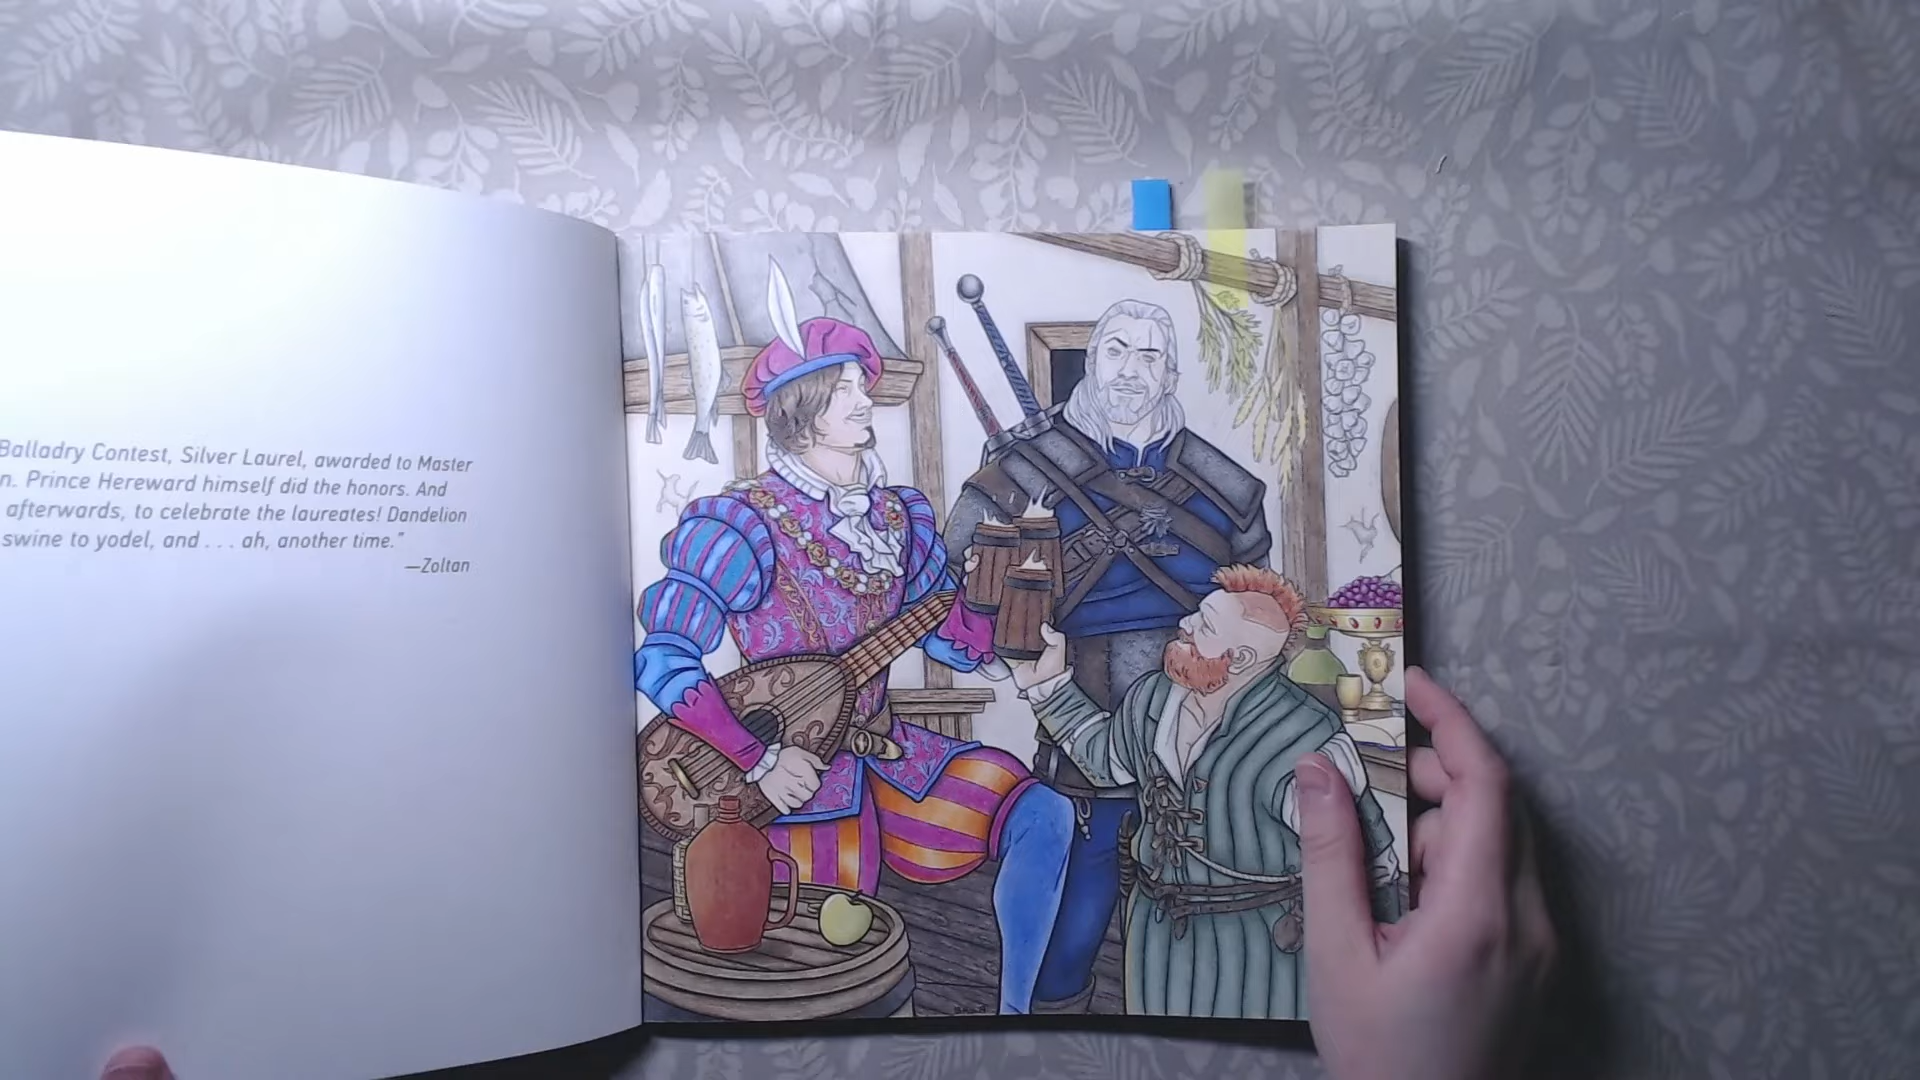 Balladry Contest, Silver Laurel, awarded to Master
n. Prince Hereward himself did the honors. And
afterwards, to celebrate the laureates! Dandelion
swine to yodel, and . . . ah, another time."
—Zoltan